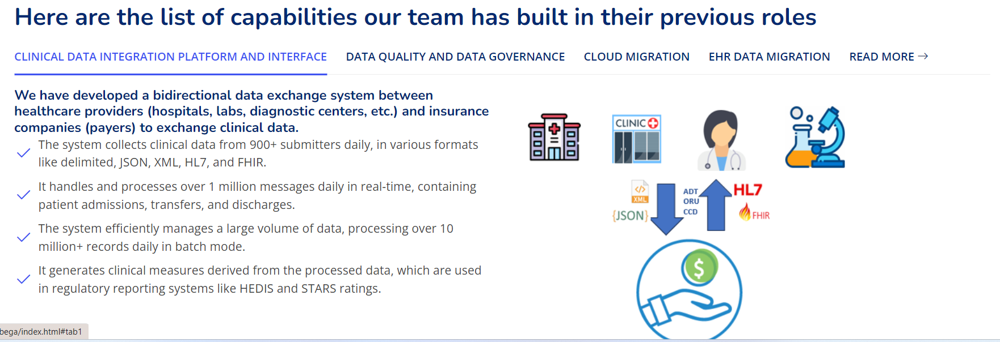 Here are the list of capabilities our team has built in their previous roles
CLINICAL DATA INTEGRATION PLATFORM AND INTERFACE DATA QUALITY AND DATA GOVERNANCE CLOUD MIGRATION EHR DATA MIGRATION READ MORE →
We have developed a bidirectional data exchange system between
healthcare providers (hospitals, labs, diagnostic centers, etc.) and insurance
companies (payers) to exchange clinical data.
The system collects clinical data from 900+ submitters daily, in various formats
like delimited, JSON, XML, HL7, and FHIR.
It handles and processes over 1 million messages daily in real-time, containing
patient admissions, transfers, and discharges.
The system efficiently manages a large volume of data, processing over 10
million+ records daily in batch mode.
It generates clinical measures derived from the processed data, which are used
in regulatory reporting systems like HEDIS and STARS ratings.
CLINIC
</>
XML
{JSON}
ADT
ORU
CCD
HL7
FHIR
$
bega/index.html#tab1